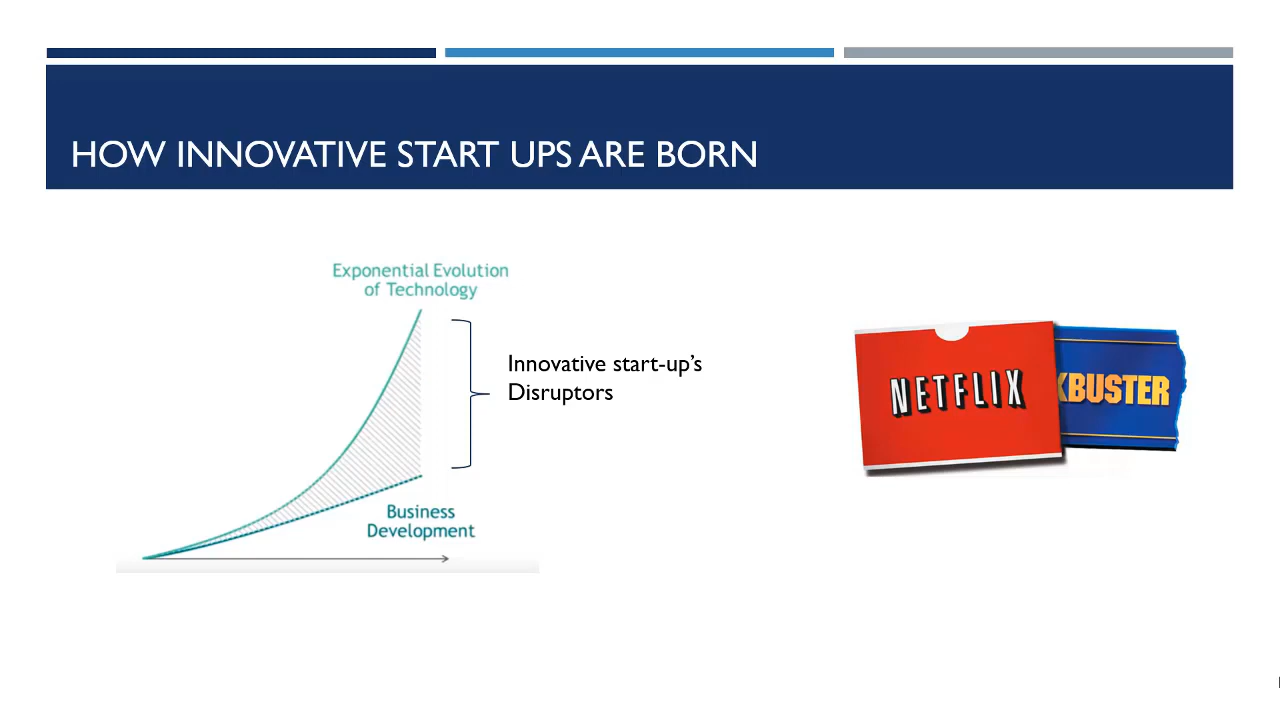 HOW INNOVATIVE START UPS ARE BORN
Exponential Evolution
of Technology
Innovative start-up’s
Disruptors
Business
Development
NETFLIX
KBUSTER